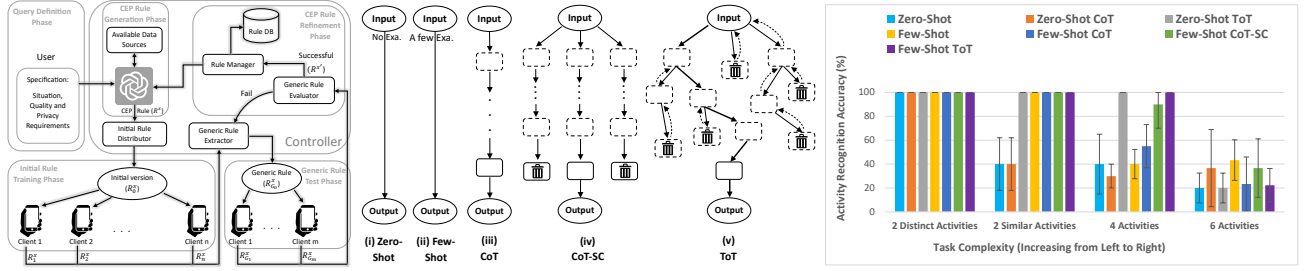 Query Definition Phase
User
Specification:
Situation,
Quality and
Privacy
Requirements
CEP Rule
Generation Phase
Available Data
Sources
CEP Rule (R^x)
Initial Rule
Distributor
CEP Rule
Refinement
Phase
Rule DB
Rule Manager
Successful
(R^x')
Generic Rule
Evaluator
Fail
Generic Rule
Extractor
Controller
Initial Rule
Training Phase
Initial version
(R_0^x)
Client 1
Client 2
. . .
Client n
R_1^x
R_2^x
R_n^x
Generic Rule
Test Phase
Generic Rule
Client 1
. . .
Client m
Input
No Exa.
Output
(i) Zero-
Shot
Input
A few Exa.
Output
(ii) Few-
Shot
Input
Output
(iii)
CoT
Input
Output
(iv)
CoT-SC
Input
Output
(v)
ToT
Zero-Shot
Zero-Shot CoT
Zero-Shot ToT
Few-Shot
Few-Shot CoT
Few-Shot CoT-SC
Few-Shot ToT
Activity Recognition Accuracy (%)
100
80
60
40
20
0
2 Distinct Activities
2 Similar Activities
4 Activities
6 Activities
Task Complexity (Increasing from Left to Right)